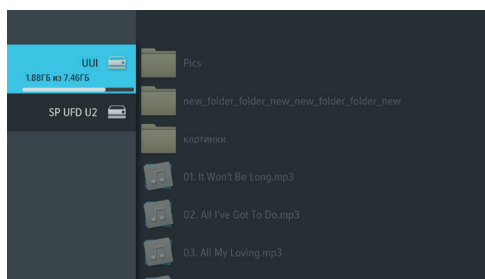 UUI
1.88ГБ из 7.46ГБ
SP UFD U2
Pics
new_folder_folder_new_new_folder_folder_new
картинки
01. It Won't Be Long.mp3
02. All I've Got To Do.mp3
03. All My Loving.mp3